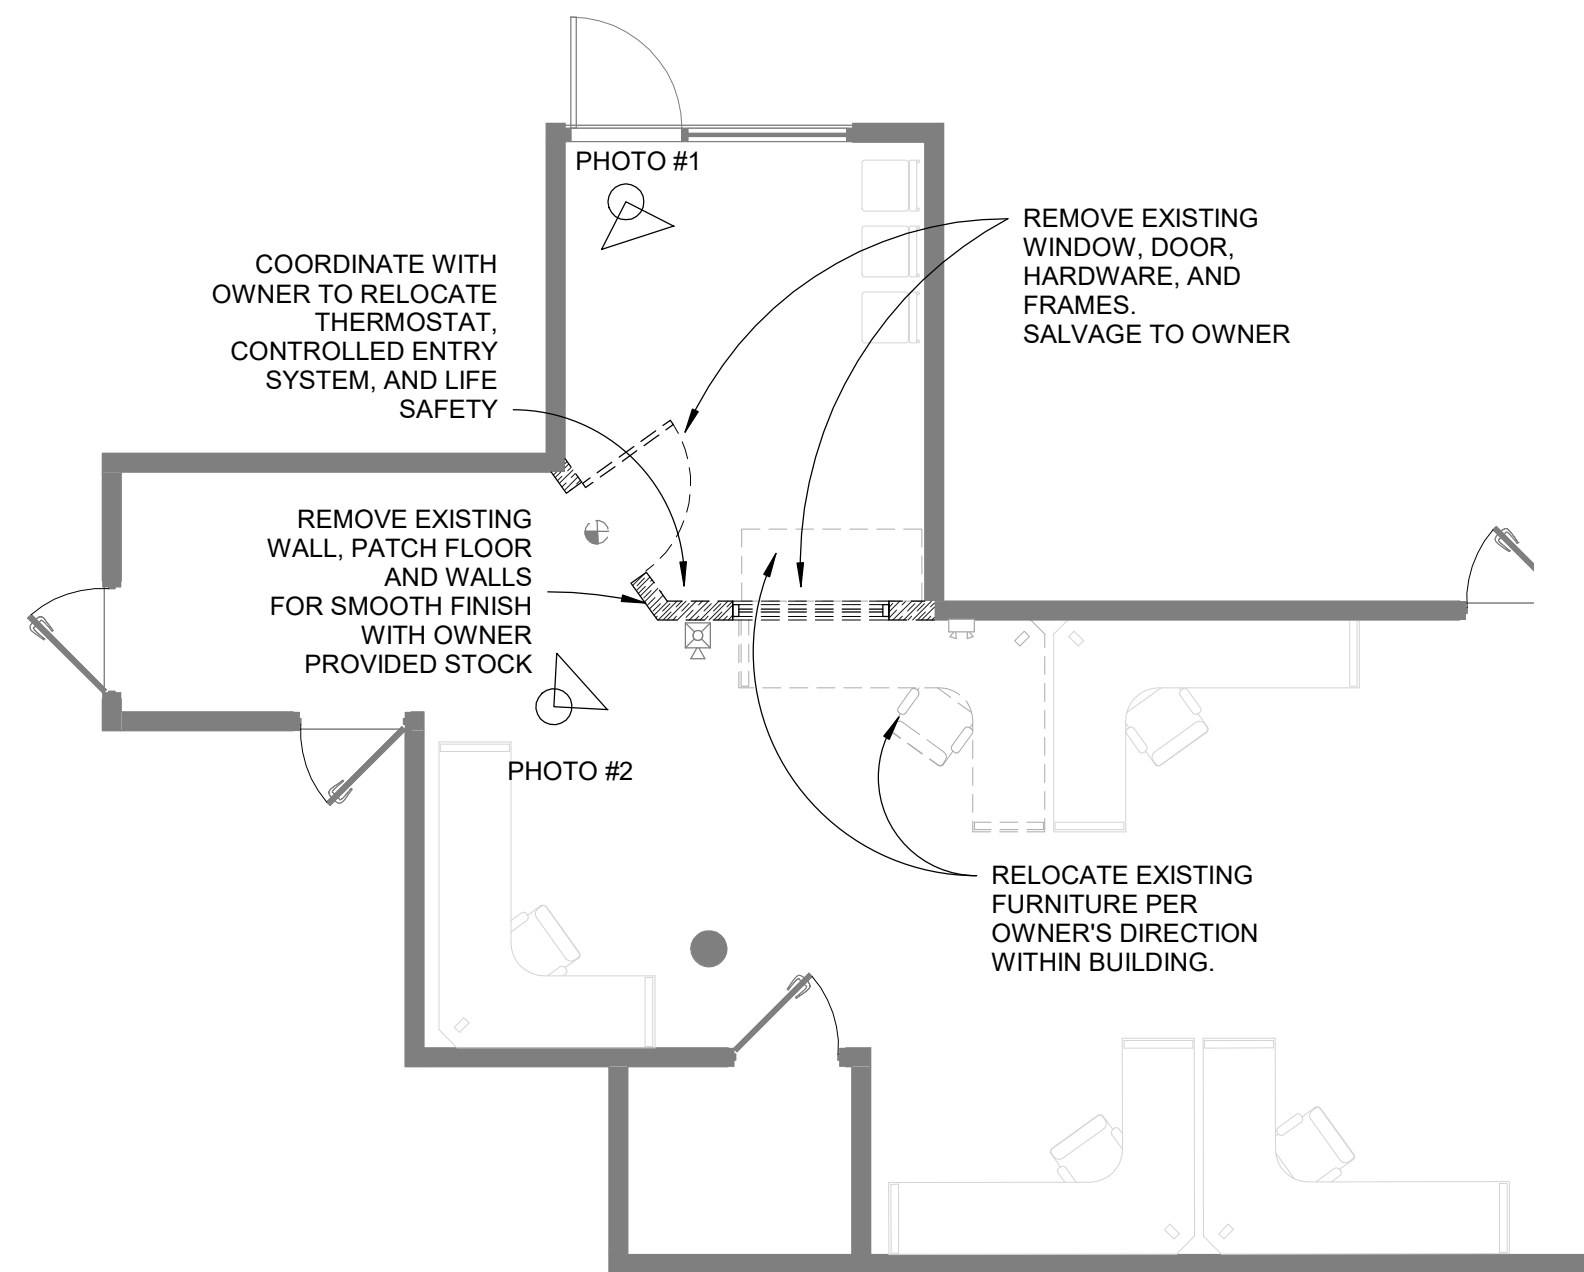 PHOTO #1
REMOVE EXISTING
WINDOW, DOOR,
HARDWARE, AND
FRAMES.
SALVAGE TO OWNER
COORDINATE WITH
OWNER TO RELOCATE
THERMOSTAT,
CONTROLLED ENTRY
SYSTEM, AND LIFE
SAFETY
REMOVE EXISTING
WALL, PATCH FLOOR
AND WALLS
FOR SMOOTH FINISH
WITH OWNER
PROVIDED STOCK
PHOTO #2
RELOCATE EXISTING
FURNITURE PER
OWNER'S DIRECTION
WITHIN BUILDING.